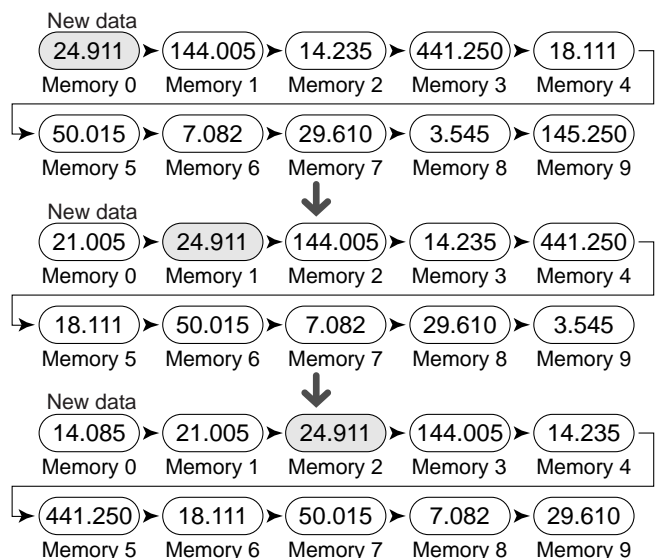 New data
24.911 144.005 14.235 441.250 18.111
Memory 0 Memory 1 Memory 2 Memory 3 Memory 4
50.015 7.082 29.610 3.545 145.250
Memory 5 Memory 6 Memory 7 Memory 8 Memory 9
New data
21.005 24.911 144.005 14.235 441.250
Memory 0 Memory 1 Memory 2 Memory 3 Memory 4
18.111 50.015 7.082 29.610 3.545
Memory 5 Memory 6 Memory 7 Memory 8 Memory 9
New data
14.085 21.005 24.911 144.005 14.235
Memory 0 Memory 1 Memory 2 Memory 3 Memory 4
441.250 18.111 50.015 7.082 29.610
Memory 5 Memory 6 Memory 7 Memory 8 Memory 9